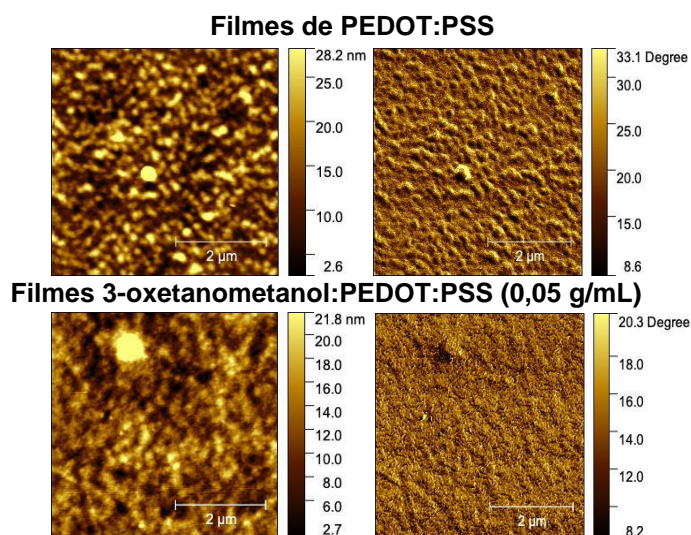 Filmes de PEDOT:PSS
28.2 nm
25.0
20.0
15.0
10.0
2.6
2 µm
33.1 Degree
30.0
25.0
20.0
15.0
8.6
2 µm
Filmes 3-oxetanometanol:PEDOT:PSS (0,05 g/mL)
21.8 nm
20.0
18.0
16.0
14.0
12.0
10.0
8.0
6.0
2.7
2 µm
20.3 Degree
18.0
16.0
14.0
12.0
8.2
2 µm